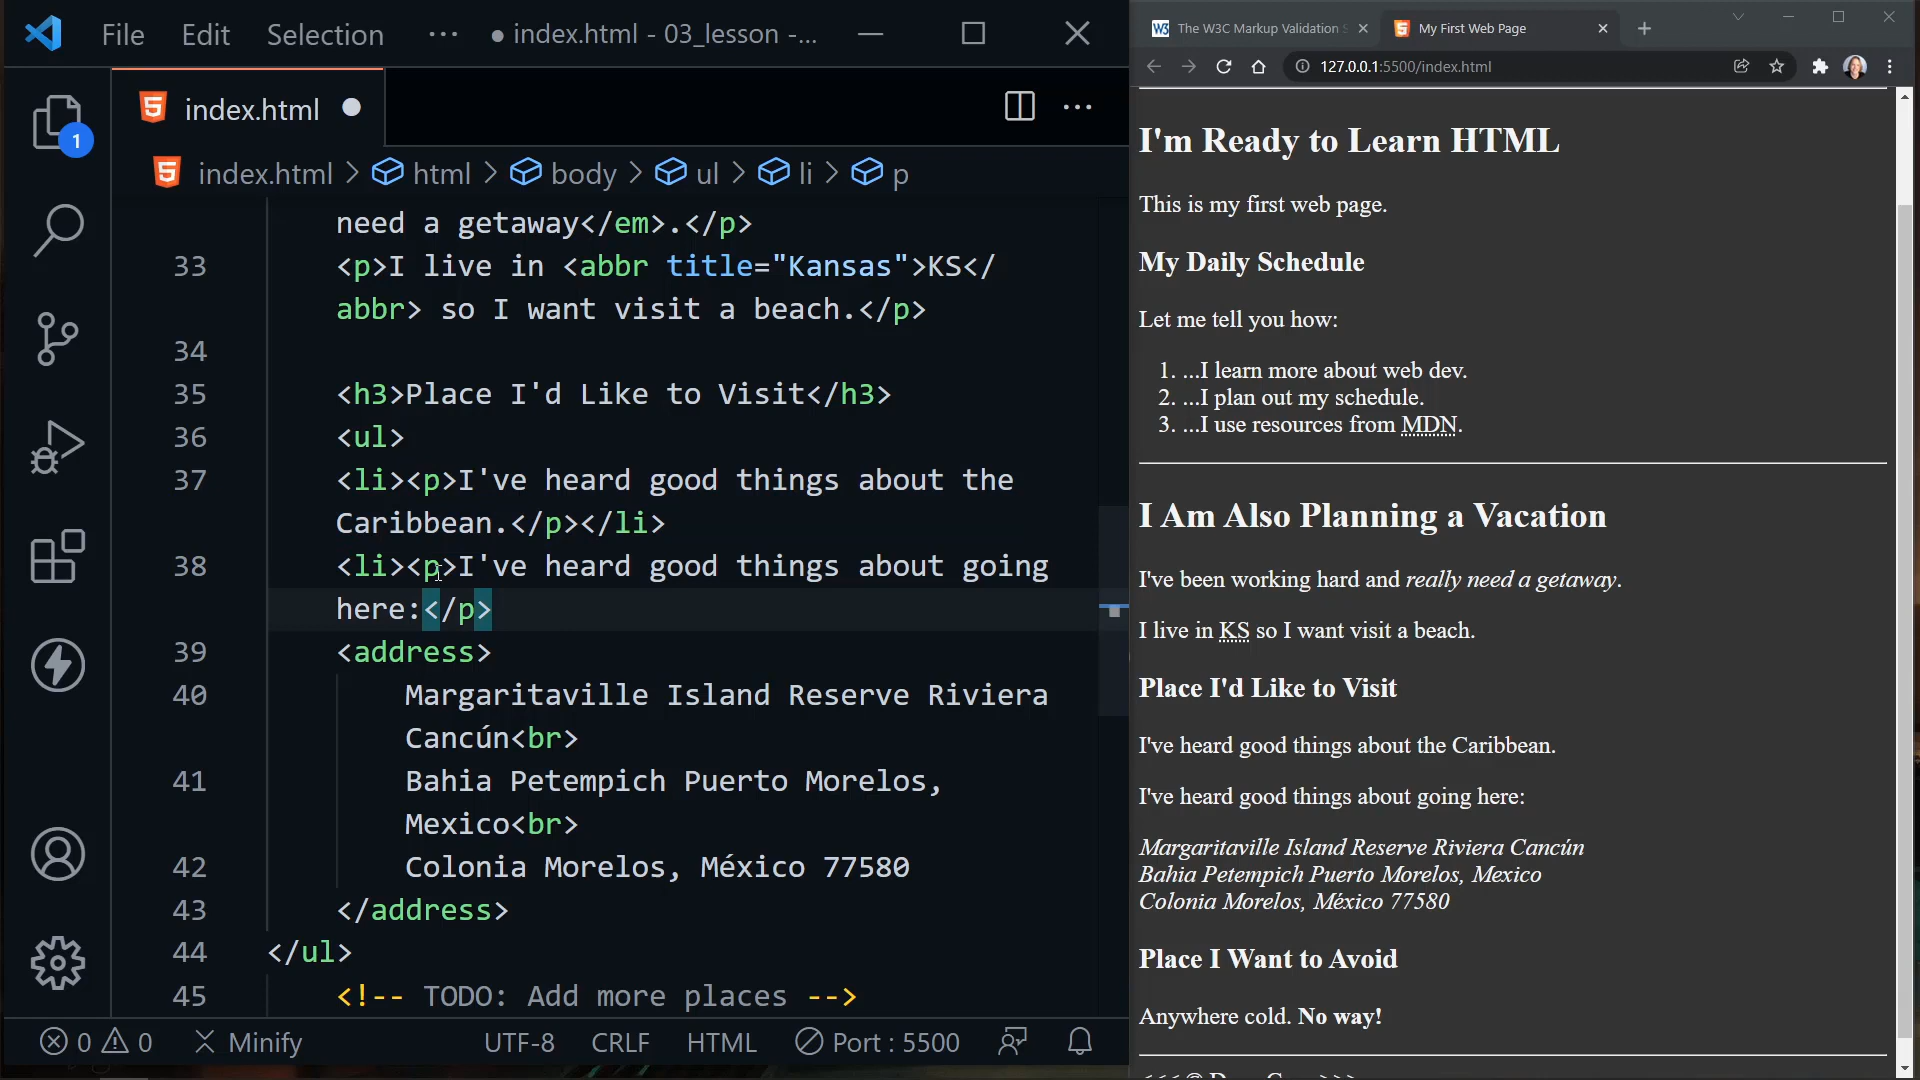 File Edit Selection ··· ● index.html - 03_lesson -...
index.html ●
1
index.html > html > body > ul > li > p
need a getaway</em>.</p>
33 <p>I live in <abbr title="Kansas">KS</
abbr> so I want visit a beach.</p>
34
35 <h3>Place I'd Like to Visit</h3>
36 <ul>
37 <li><p>I've heard good things about the
Caribbean.</p></li>
38 <li><p>I've heard good things about going
here:</p>
39 <address>
40 Margaritaville Island Reserve Riviera
Cancún<br>
41 Bahia Petempich Puerto Morelos,
Mexico<br>
42 Colonia Morelos, México 77580
43 </address>
44 </ul>
45 <!-- TODO: Add more places -->
0 0 Minify UTF-8 CRLF HTML Port : 5500
The W3C Markup Validation My First Web Page
127.0.0.1:5500/index.html
I'm Ready to Learn HTML
This is my first web page.
My Daily Schedule
Let me tell you how:
1. ...I learn more about web dev.
2. ...I plan out my schedule.
3. ...I use resources from MDN.
I Am Also Planning a Vacation
I've been working hard and really need a getaway.
I live in KS so I want visit a beach.
Place I'd Like to Visit
I've heard good things about the Caribbean.
I've heard good things about going here:
Margaritaville Island Reserve Riviera Cancún
Bahia Petempich Puerto Morelos, Mexico
Colonia Morelos, México 77580
Place I Want to Avoid
Anywhere cold. No way!